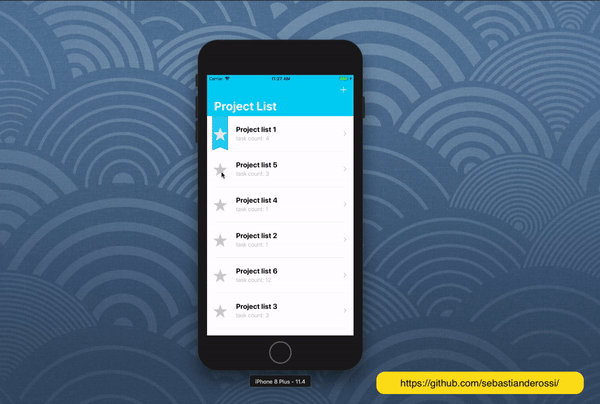 Carrier
11:27 AM
+
Project List
Project list 1
task count: 4
Project list 5
task count: 3
Project list 4
task count: 1
Project list 2
task count: 1
Project list 6
task count: 12
Project list 3
task count: 3
iPhone 8 Plus - 11.4
https://github.com/sebastianderossi/